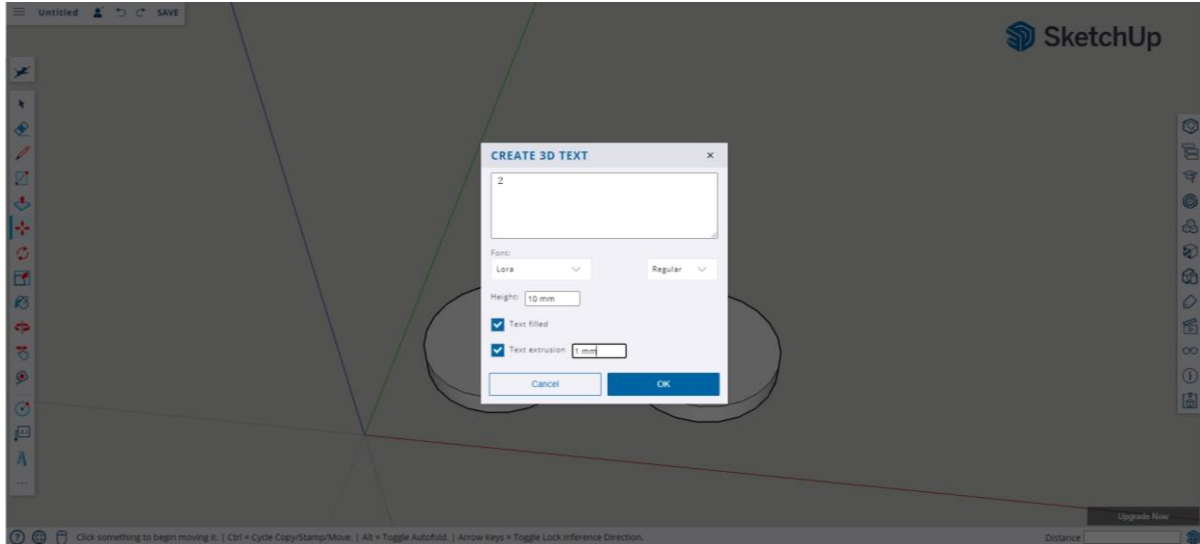 Untitled SAVE
SketchUp
CREATE 3D TEXT ×
2
Font:
Lora Regular
Height: 10 mm
Text filled
Text extrusion 1 mm
Cancel OK
Upgrade Now
Click something to begin moving it. | Ctrl = Cycle Copy/Stamp/Move. | Alt = Toggle Autofold. | Arrow Keys = Toggle Lock Inference Direction. Distance